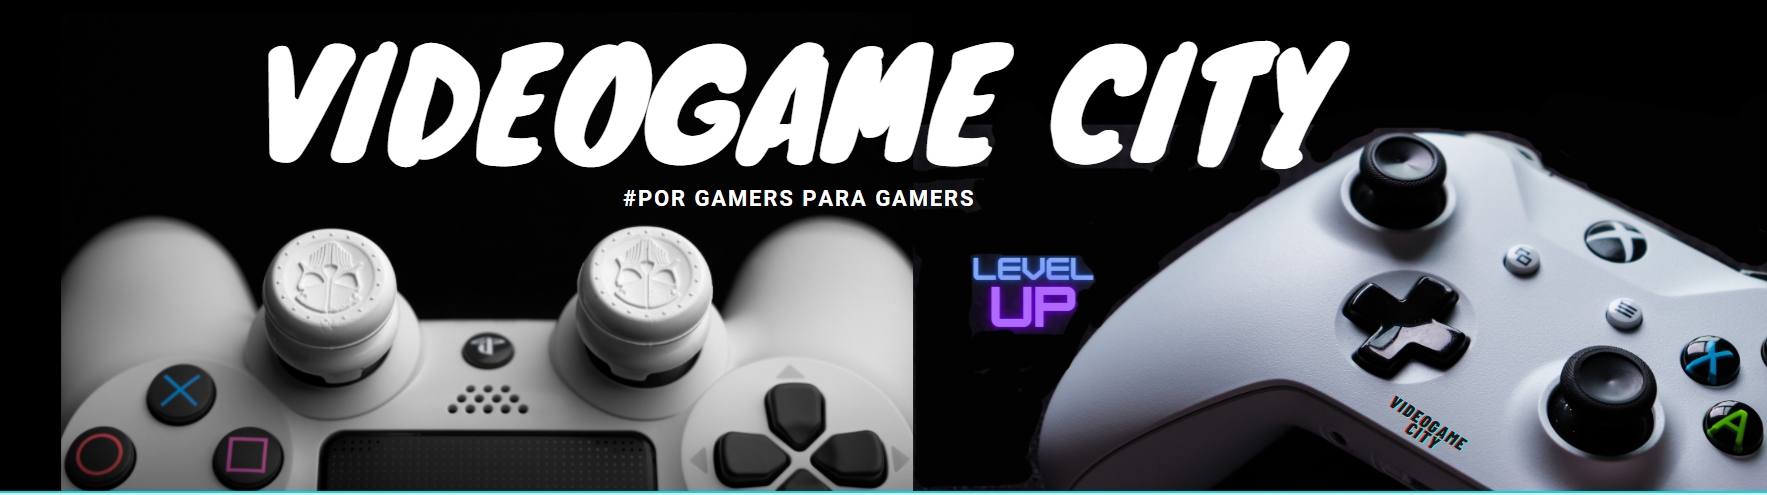 VIDEOGAME CITY
#POR GAMERS PARA GAMERS
LEVEL
UP
VIDEOGAME
CITY
X
A